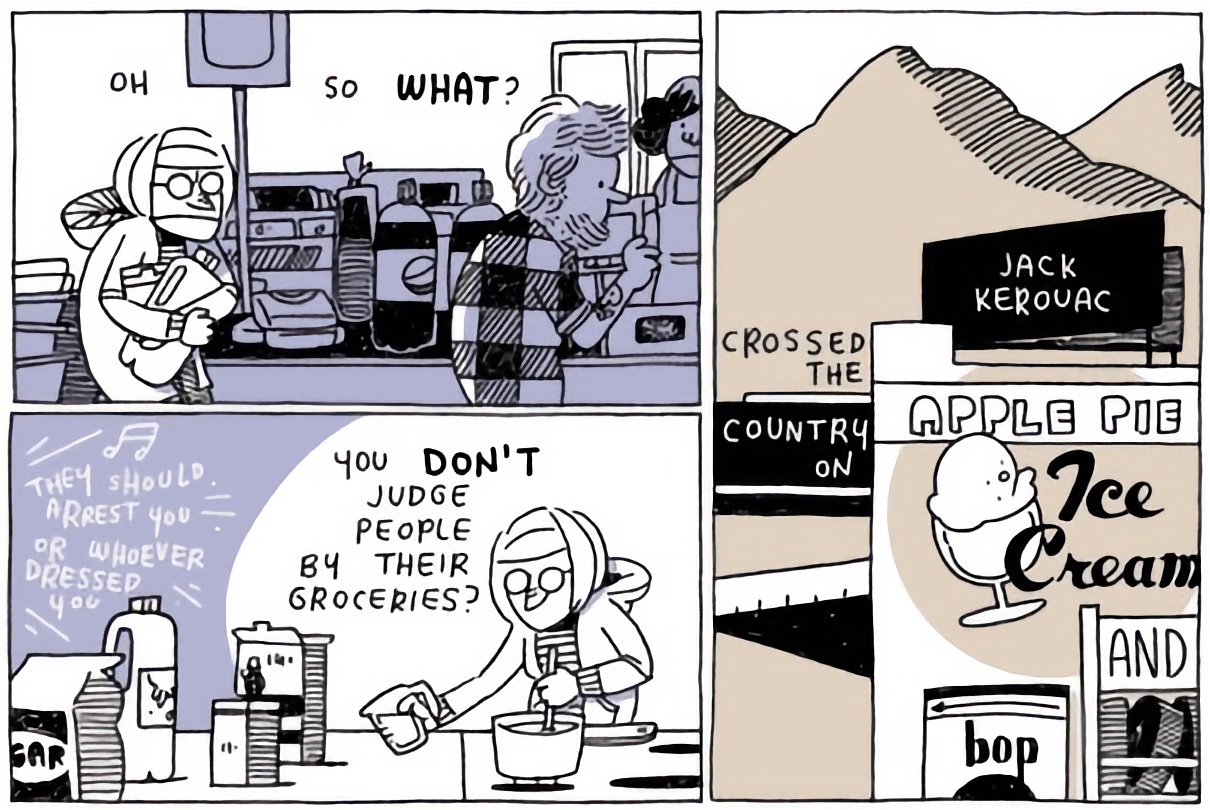 OH SO WHAT?
THEY SHOULD
ARREST YOU
OR WHOEVER
DRESSED
YOU
YOU DON'T
JUDGE
PEOPLE
BY THEIR
GROCERIES?
GAR
JACK
KEROUAC
CROSSED
THE
COUNTRY
ON
APPLE PIE
Ice
Cream
AND
bop